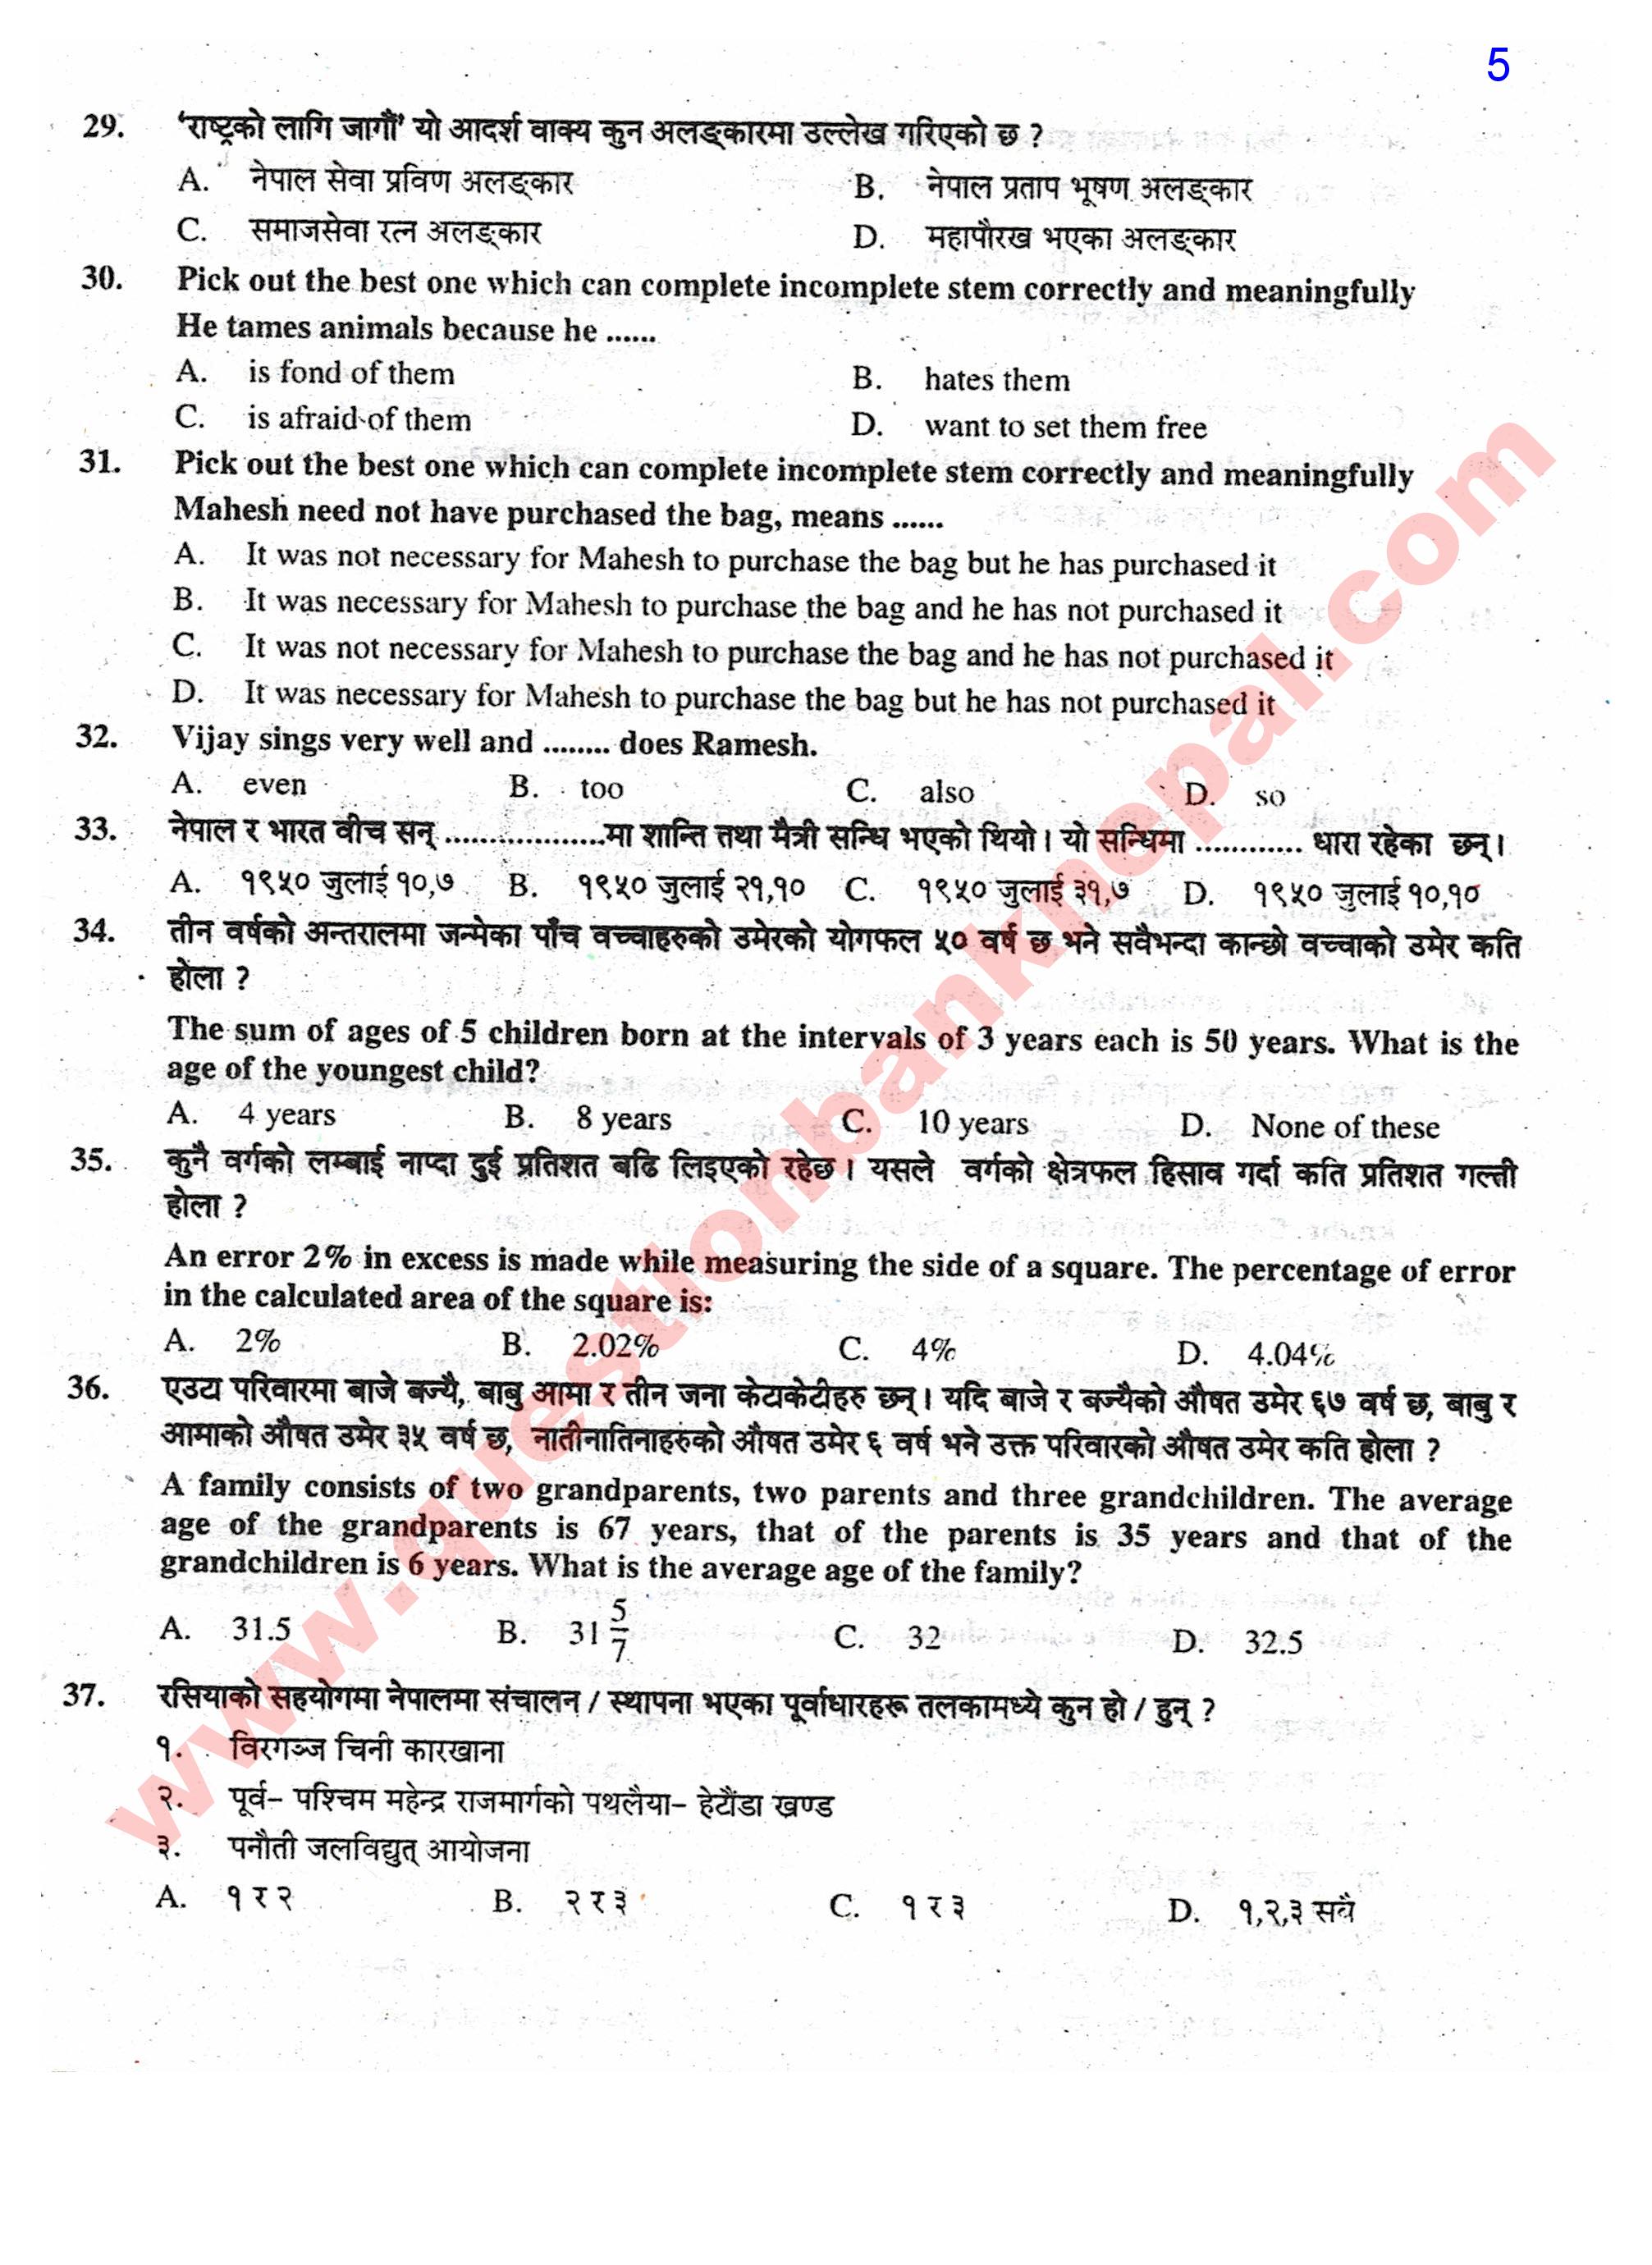 5
29. 'राष्ट्रको लागि जागौं' यो आदर्श वाक्य कुन अलङ्कारमा उल्लेख गरिएको छ ?
A. नेपाल सेवा प्रविण अलङ्कार B. नेपाल प्रताप भूषण अलङ्कार
C. समाजसेवा रत्न अलङ्कार D. महापौरख भएका अलङ्कार
30. Pick out the best one which can complete incomplete stem correctly and meaningfully
He tames animals because he ......
A. is fond of them B. hates them
C. is afraid of them D. want to set them free
31. Pick out the best one which can complete incomplete stem correctly and meaningfully
Mahesh need not have purchased the bag, means ......
A. It was not necessary for Mahesh to purchase the bag but he has purchased it
B. It was necessary for Mahesh to purchase the bag and he has not purchased it
C. It was not necessary for Mahesh to purchase the bag and he has not purchased it
D. It was necessary for Mahesh to purchase the bag but he has not purchased it
32. Vijay sings very well and ........ does Ramesh.
A. even B. too C. also D. so
33. नेपाल र भारत वीच सन् ..................मा शान्ति तथा मैत्री सन्धि भएको थियो। यो सन्धिमा ............ धारा रहेका छन्।
A. १९५० जुलाई १०,७ B. १९५० जुलाई २१,१० C. १९५० जुलाई ३१,७ D. १९५० जुलाई १०,१०
34. तीन वर्षको अन्तरालमा जन्मेका पाँच वच्चाहरुको उमेरको योगफल ५० वर्ष छ भने सवैभन्दा कान्छो वच्चाको उमेर कति
होला ?
The sum of ages of 5 children born at the intervals of 3 years each is 50 years. What is the
age of the youngest child?
A. 4 years B. 8 years C. 10 years D. None of these
35. कुनै वर्गको लम्बाई नाप्दा दुई प्रतिशत बढि लिइएको रहेछ। यसले वर्गको क्षेत्रफल हिसाव गर्दा कति प्रतिशत गल्ती
होला ?
An error 2% in excess is made while measuring the side of a square. The percentage of error
in the calculated area of the square is:
A. 2% B. 2.02% C. 4% D. 4.04%
36. एउटा परिवारमा बाजे बज्यै, बाबु आमा र तीन जना केटाकेटीहरु छन्। यदि बाजे र बज्यैको औषत उमेर ६७ वर्ष छ, बाबु र
आमाको औषत उमेर ३५ वर्ष छ, नातीनातिनाहरुको औषत उमेर ६ वर्ष भने उक्त परिवारको औषत उमेर कति होला ?
A family consists of two grandparents, two parents and three grandchildren. The average
age of the grandparents is 67 years, that of the parents is 35 years and that of the
grandchildren is 6 years. What is the average age of the family?
A. 31.5 B. 31 5/7 C. 32 D. 32.5
37. रसियाको सहयोगमा नेपालमा संचालन / स्थापना भएका पूर्वाधारहरू तलकामध्ये कुन हो / हुन् ?
१. विरगञ्ज चिनी कारखाना
२. पूर्व– पश्चिम महेन्द्र राजमार्गको पथलैया– हेटौंडा खण्ड
३. पनौती जलविद्युत् आयोजना
A. १ र २ B. २ र ३ C. १ र ३ D. १,२,३ सबै
www.questionbanknepal.com